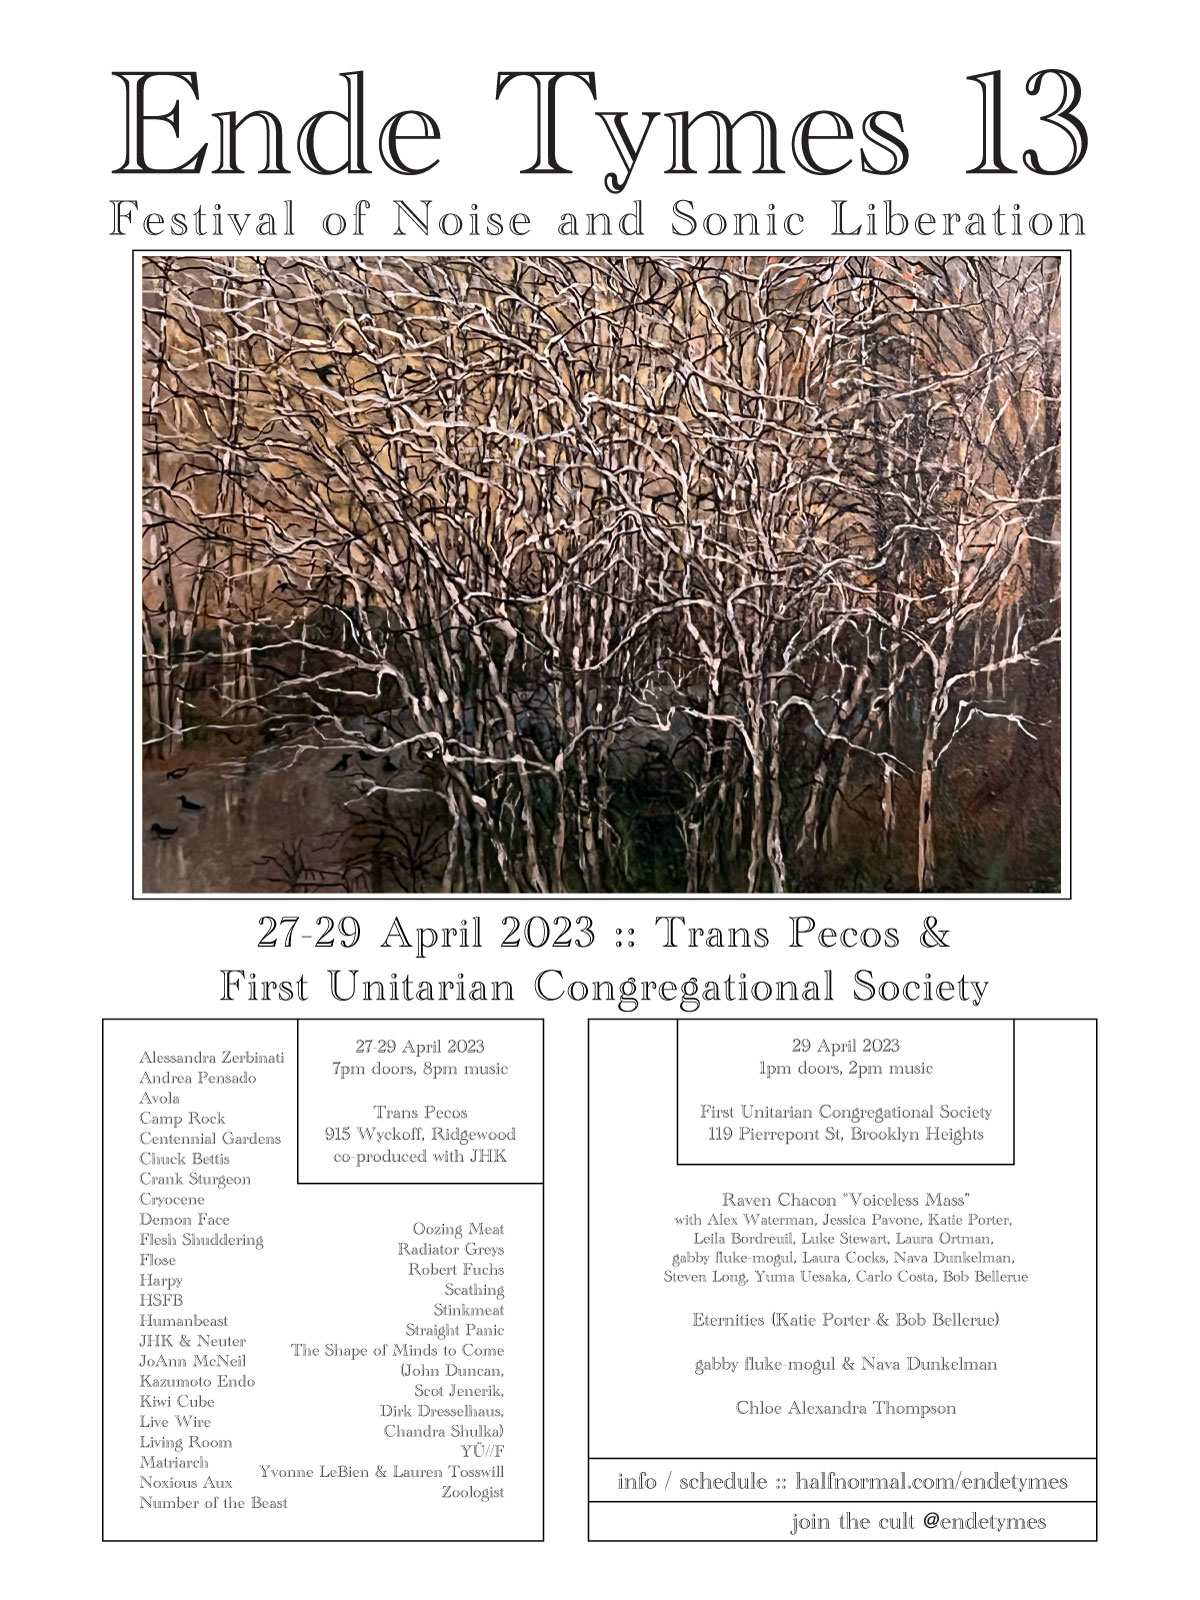 Ende Tymes 13
Festival of Noise and Sonic Liberation
27-29 April 2023 :: Trans Pecos &
First Unitarian Congregational Society
Alessandra Zerbinati
Andrea Pensado
Avola
Camp Rock
Centennial Gardens
Chuck Bettis
Crank Sturgeon
Cryocene
Demon Face
Flesh Shuddering
Flose
Harpy
HSFB
Humanbeast
JHK & Neuter
JoAnn McNeil
Kazumoto Endo
Kiwi Cube
Live Wire
Living Room
Matriarch
Noxious Aux
Number of the Beast
27-29 April 2023
7pm doors, 8pm music
Trans Pecos
915 Wyckoff, Ridgewood
co-produced with JHK
Oozing Meat
Radiator Greys
Robert Fuchs
Scathing
Stinkmeat
Straight Panic
The Shape of Minds to Come
(John Duncan,
Scot Jenerik,
Dirk Dresselhaus,
Chandra Shulka)
YÜ//F
Yvonne LeBien & Lauren Tosswill
Zoologist
29 April 2023
1pm doors, 2pm music
First Unitarian Congregational Society
119 Pierrepont St, Brooklyn Heights
Raven Chacon "Voiceless Mass"
with Alex Waterman, Jessica Pavone, Katie Porter,
Leila Bordreuil, Luke Stewart, Laura Ortman,
gabby fluke-mogul, Laura Cocks, Nava Dunkelman,
Steven Long, Yuma Uesaka, Carlo Costa, Bob Bellerue
Eternities (Katie Porter & Bob Bellerue)
gabby fluke-mogul & Nava Dunkelman
Chloe Alexandra Thompson
info / schedule :: halfnormal.com/endetymes
join the cult @endetymes